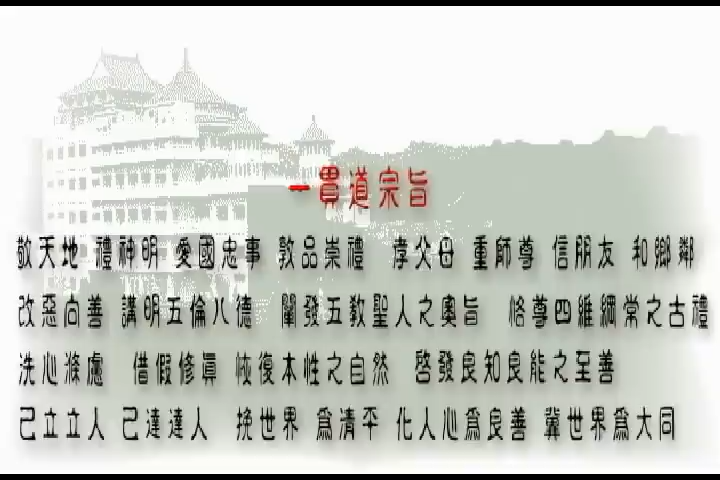 一貫道宗旨
敬天地 禮神明 愛國忠事 敦品崇禮 孝父母 重師尊 信朋友 和鄉鄰
改惡向善 講明五倫八德 闡發五教聖人之奧旨 恪尊四維綱常之古禮
洗心滌慮 借假修真 恢復本性之自然 啓發良知良能之至善
己立立人 己達達人 挽世界 為清平 化人心為良善 冀世界為大同